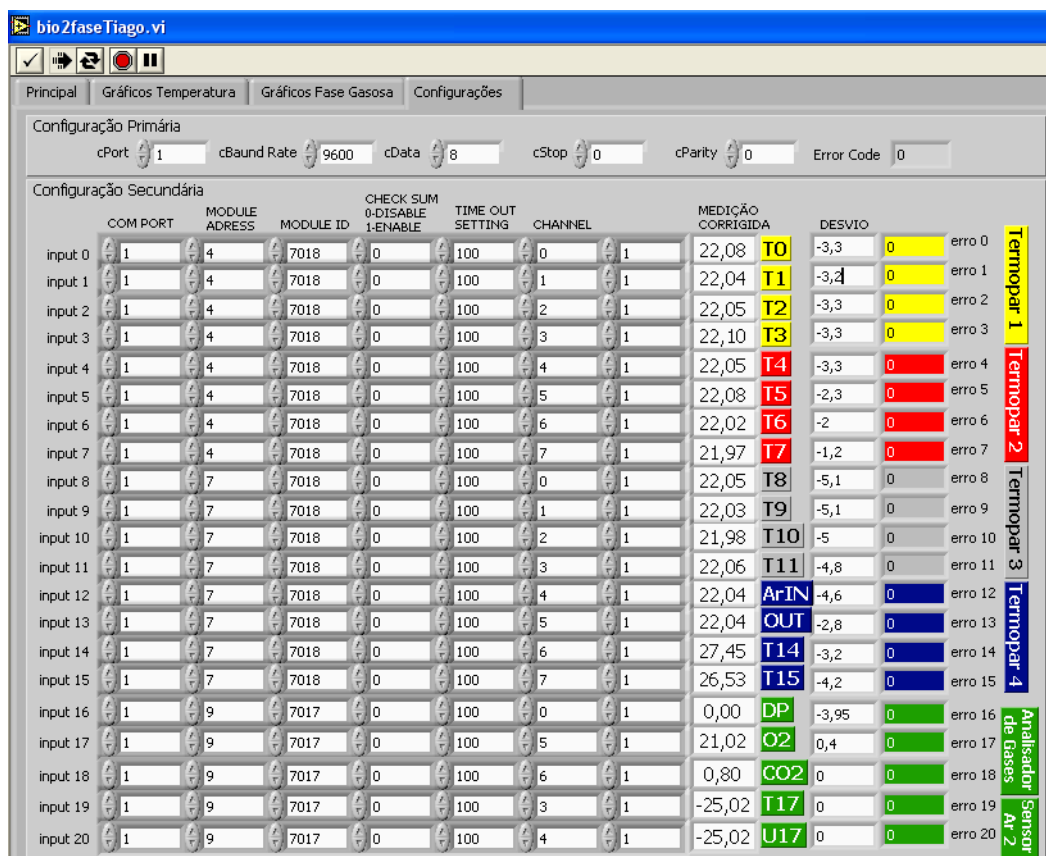 bio2faseTiago.vi
Principal Gráficos Temperatura Gráficos Fase Gasosa Configurações
Configuração Primária
cPort 1 cBaund Rate 9600 cData 8 cStop 0 cParity 0 Error Code 0
Configuração Secundária
COM PORT MODULE ADRESS MODULE ID CHECK SUM 0-DISABLE 1-ENABLE TIME OUT SETTING CHANNEL MEDIÇÃO CORRIGIDA DESVIO
input 0 1 4 7018 0 100 0 1 22,08 T0 -3,3 0 erro 0
input 1 1 4 7018 0 100 1 1 22,04 T1 -3,2 0 erro 1
input 2 1 4 7018 0 100 2 1 22,05 T2 -3,3 0 erro 2
input 3 1 4 7018 0 100 3 1 22,10 T3 -3,3 0 erro 3
Termopar 1
input 4 1 4 7018 0 100 4 1 22,05 T4 -3,3 0 erro 4
input 5 1 4 7018 0 100 5 1 22,08 T5 -2,3 0 erro 5
input 6 1 4 7018 0 100 6 1 22,02 T6 -2 0 erro 6
input 7 1 4 7018 0 100 7 1 21,97 T7 -1,2 0 erro 7
Termopar 2
input 8 1 7 7018 0 100 0 1 22,05 T8 -5,1 0 erro 8
input 9 1 7 7018 0 100 1 1 22,03 T9 -5,1 0 erro 9
input 10 1 7 7018 0 100 2 1 21,98 T10 -5 0 erro 10
input 11 1 7 7018 0 100 3 1 22,06 T11 -4,8 0 erro 11
Termopar 3
input 12 1 7 7018 0 100 4 1 22,04 ArIN -4,6 0 erro 12
input 13 1 7 7018 0 100 5 1 22,04 OUT -2,8 0 erro 13
input 14 1 7 7018 0 100 6 1 27,45 T14 -3,2 0 erro 14
input 15 1 7 7018 0 100 7 1 26,53 T15 -4,2 0 erro 15
Termopar 4
input 16 1 9 7017 0 100 0 1 0,00 DP -3,95 0 erro 16
input 17 1 9 7017 0 100 5 1 21,02 O2 0,4 0 erro 17
input 18 1 9 7017 0 100 6 1 0,80 CO2 0 0 erro 18
Analisador
de Gases
input 19 1 9 7017 0 100 3 1 -25,02 T17 0 0 erro 19
input 20 1 9 7017 0 100 4 1 -25,02 U17 0 0 erro 20
Sensor
Ar 2